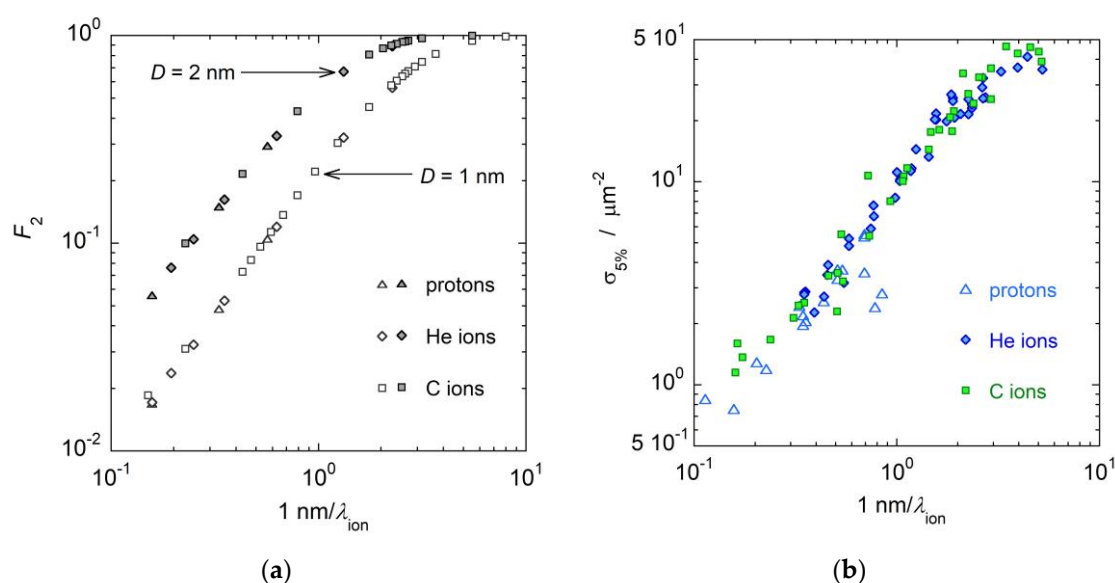 10⁰
D = 2 nm
10⁻¹
D = 1 nm
F₂
protons
He ions
C ions
10⁻²
10⁻¹
10⁰
10¹
1 nm/λᵢₒₙ
(a)
5 10¹
10¹
σ₅% / μm⁻²
protons
He ions
C ions
10⁰
5 10⁻¹
10⁻¹
10⁰
10¹
1 nm/λᵢₒₙ
(b)